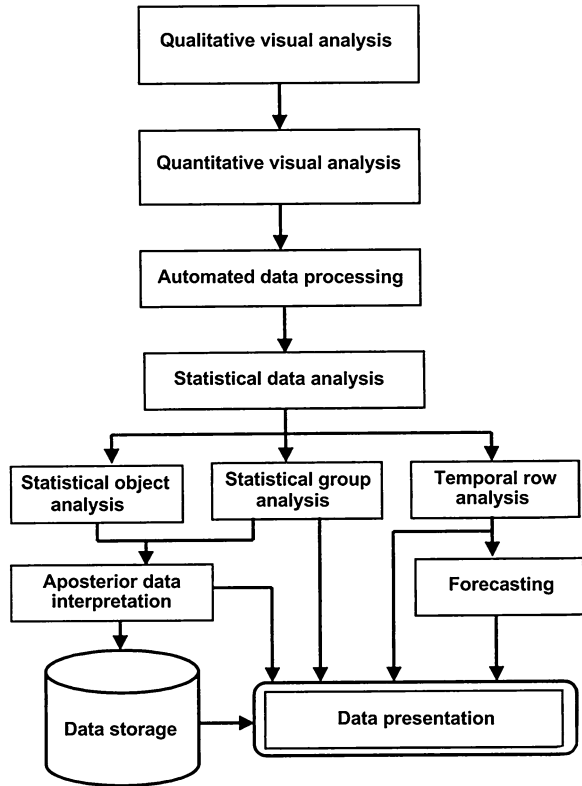 Qualitative visual analysis
Quantitative visual analysis
Automated data processing
Statistical data analysis
Statistical object
analysis
Statistical group
analysis
Temporal row
analysis
Aposterior data
interpretation
Forecasting
Data storage
Data presentation